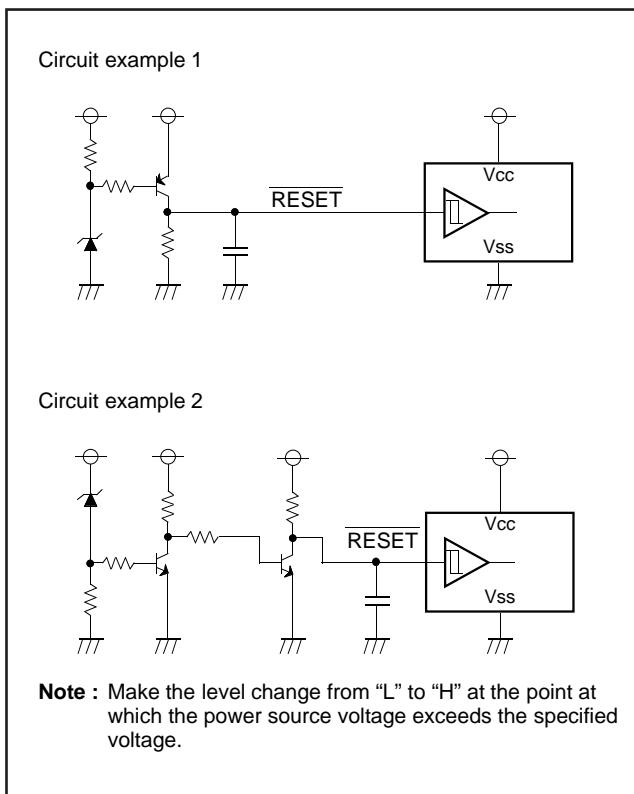 Circuit example 1
RESET
Vcc
Vss
Circuit example 2
RESET
Vcc
Vss
Note : Make the level change from “L” to “H” at the point at
which the power source voltage exceeds the specified
voltage.